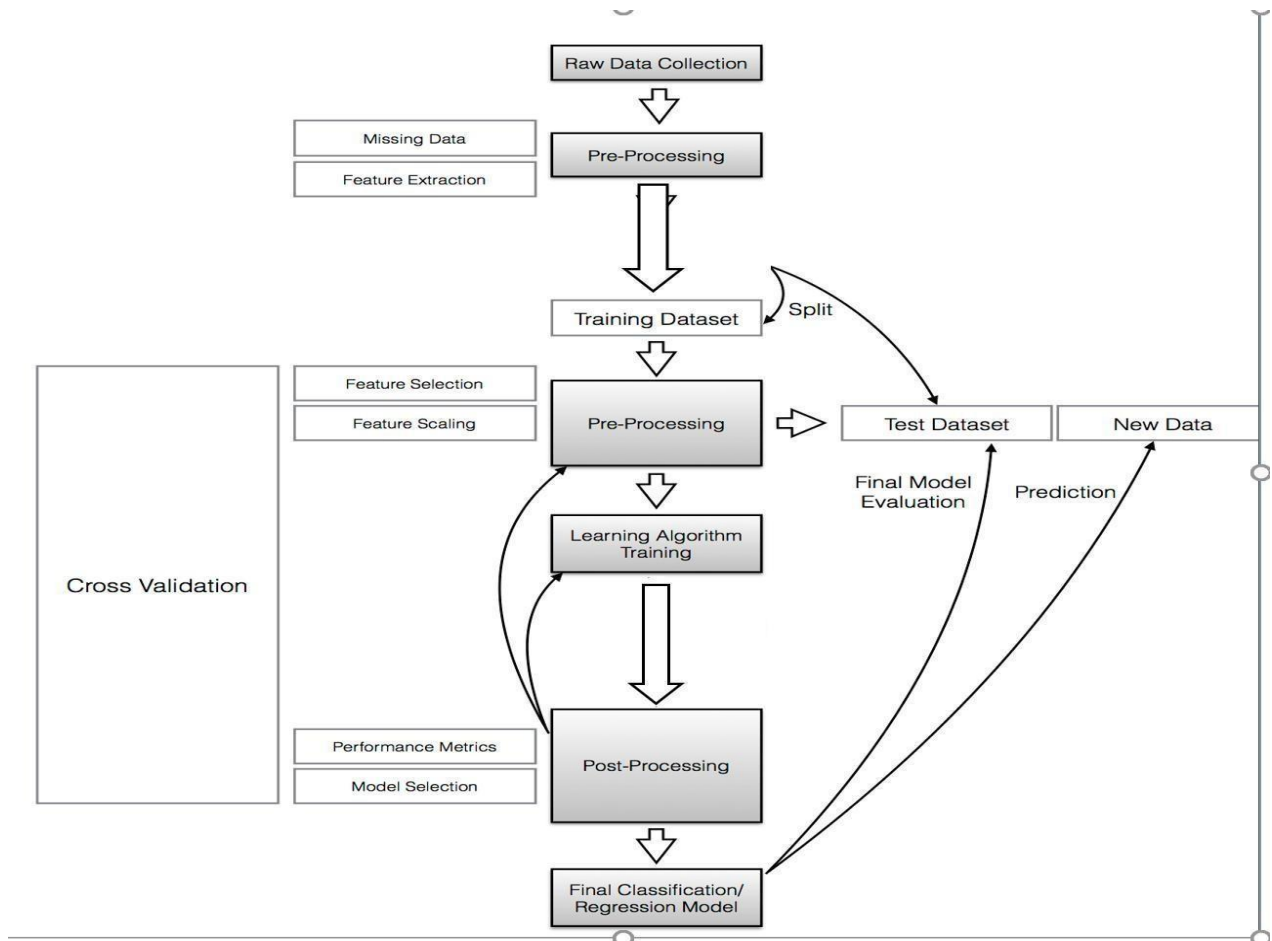 Raw Data Collection
Missing Data
Pre-Processing
Feature Extraction
Split
Training Dataset
Feature Selection
Feature Scaling
Pre-Processing
Test Dataset
New Data
Final Model
Evaluation
Prediction
Learning Algorithm
Training
Cross Validation
Performance Metrics
Post-Processing
Model Selection
Final Classification/
Regression Model